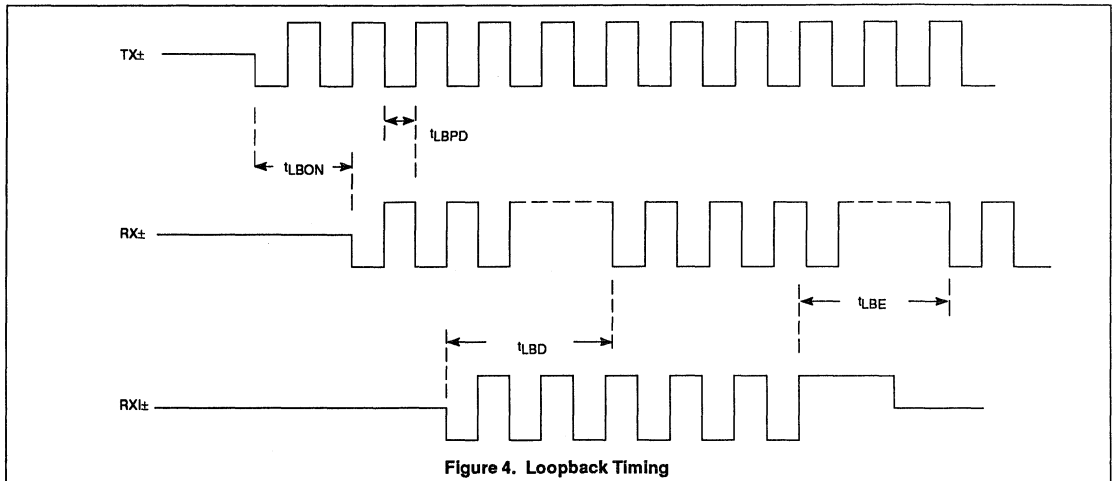 TX±
tLBPD
tLBON
RX±
tLBE
tLBD
RXI±
Figure 4. Loopback Timing